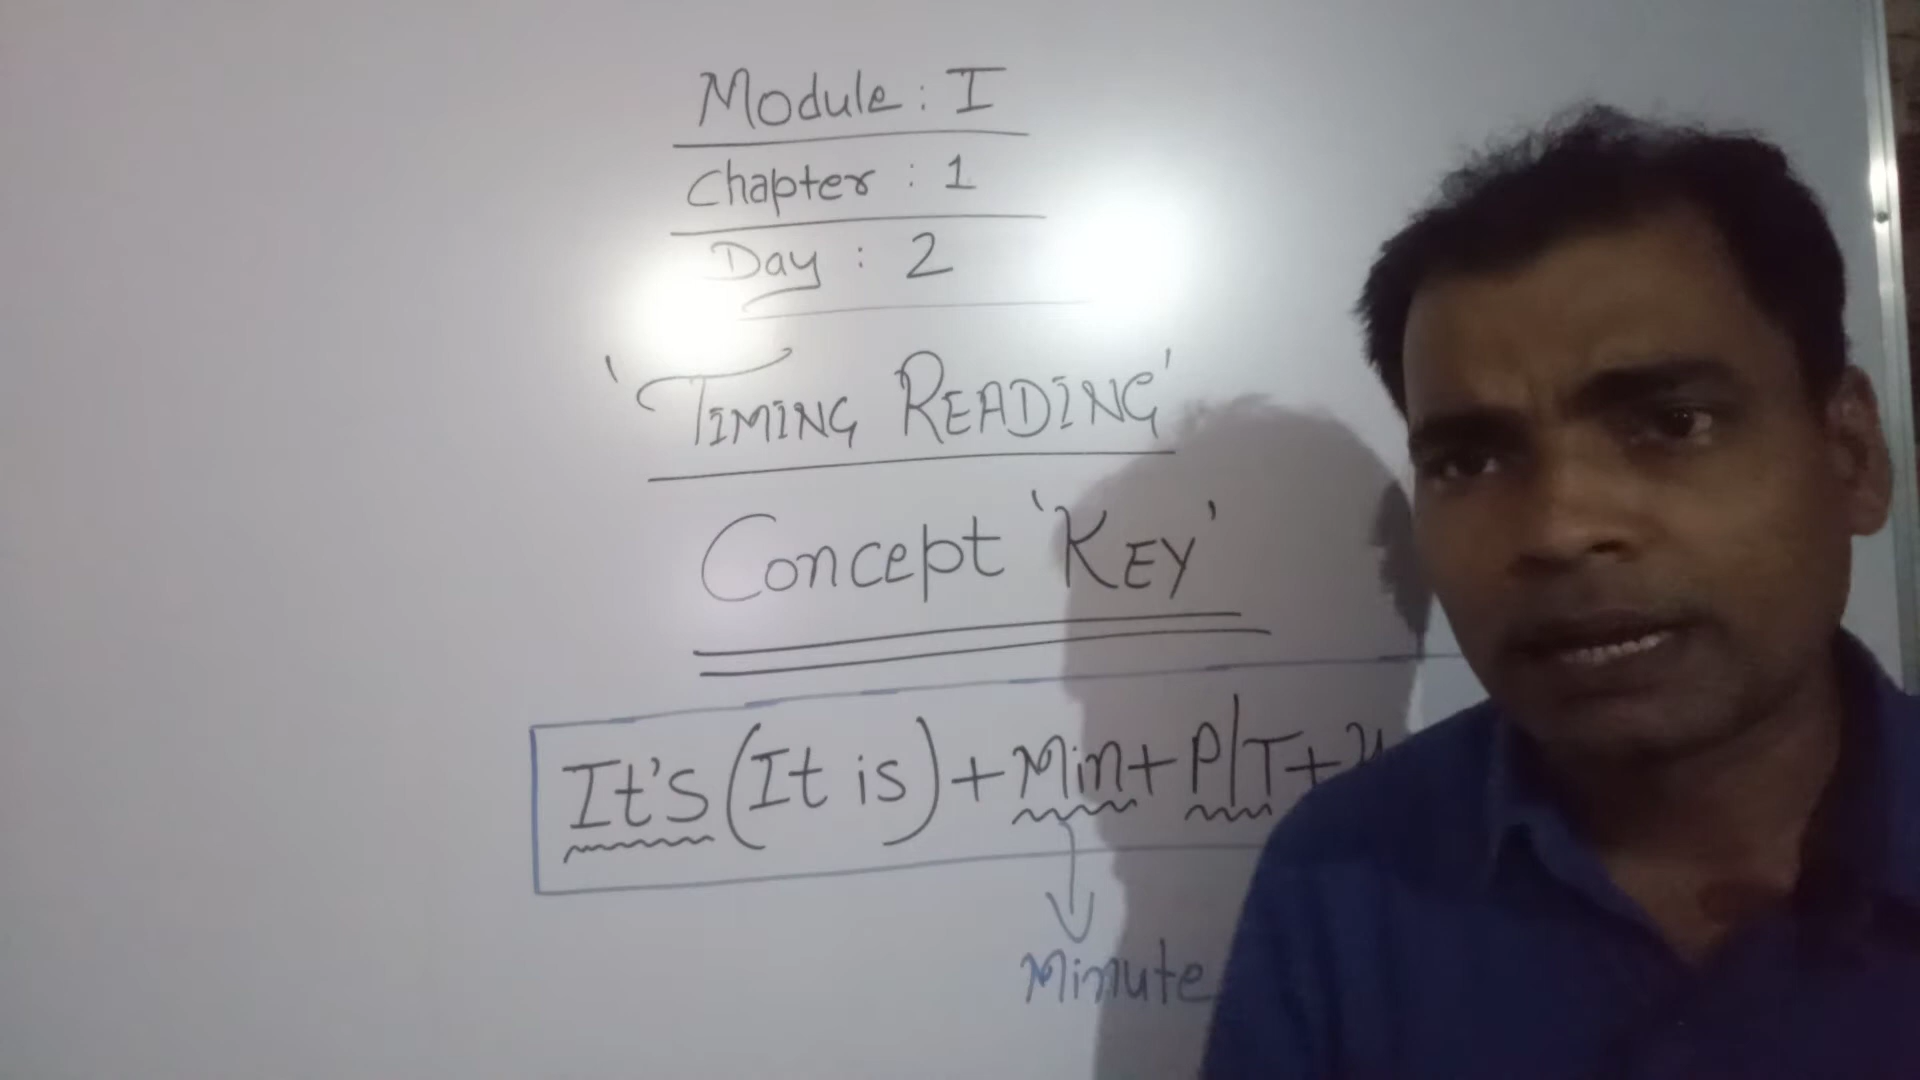 Module : I
Chapter : 1
Day : 2
'TIMING READING'
Concept 'KEY'
It's (It is) + Min + P/T +
Minute